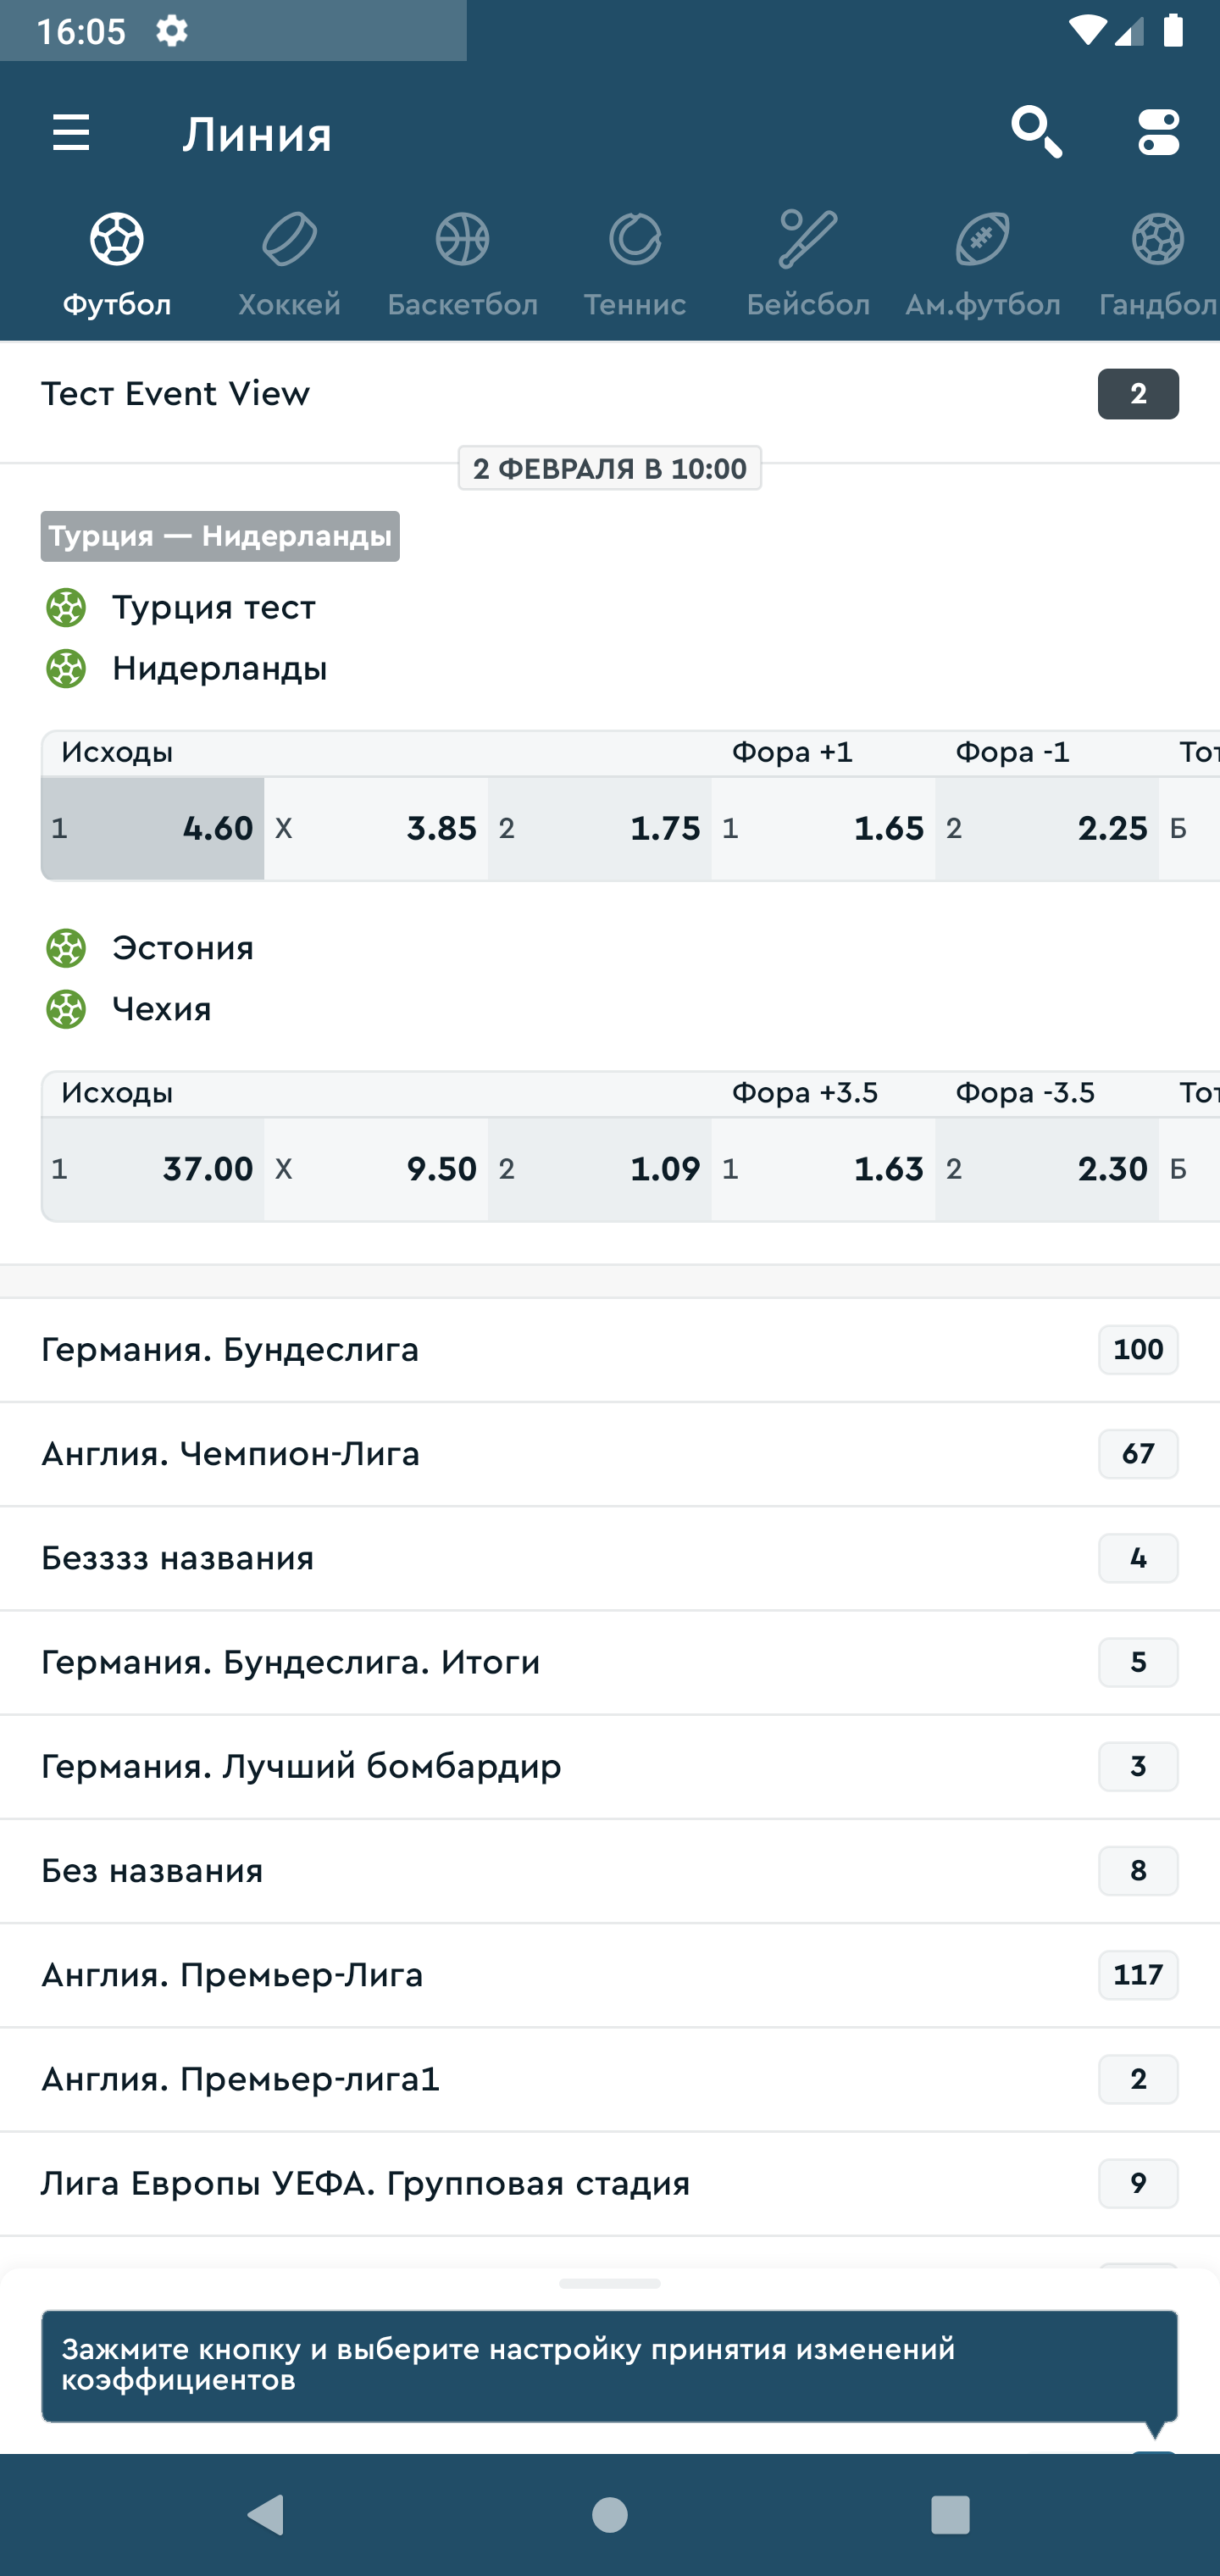 16:05
Линия
Футбол Хоккей Баскетбол Теннис Бейсбол Ам.футбол Гандбол
Тест Event View 2
2 ФЕВРАЛЯ В 10:00
Турция — Нидерланды
Турция тест
Нидерланды
Исходы Фора +1 Фора -1 Тот
1 4.60 X 3.85 2 1.75 1 1.65 2 2.25 Б
Эстония
Чехия
Исходы Фора +3.5 Фора -3.5 Тот
1 37.00 X 9.50 2 1.09 1 1.63 2 2.30 Б
Германия. Бундеслига 100
Англия. Чемпион-Лига 67
Безззз названия 4
Германия. Бундеслига. Итоги 5
Германия. Лучший бомбардир 3
Без названия 8
Англия. Премьер-Лига 117
Англия. Премьер-лига1 2
Лига Европы УЕФА. Групповая стадия 9
Зажмите кнопку и выберите настройку принятия изменений
коэффициентов